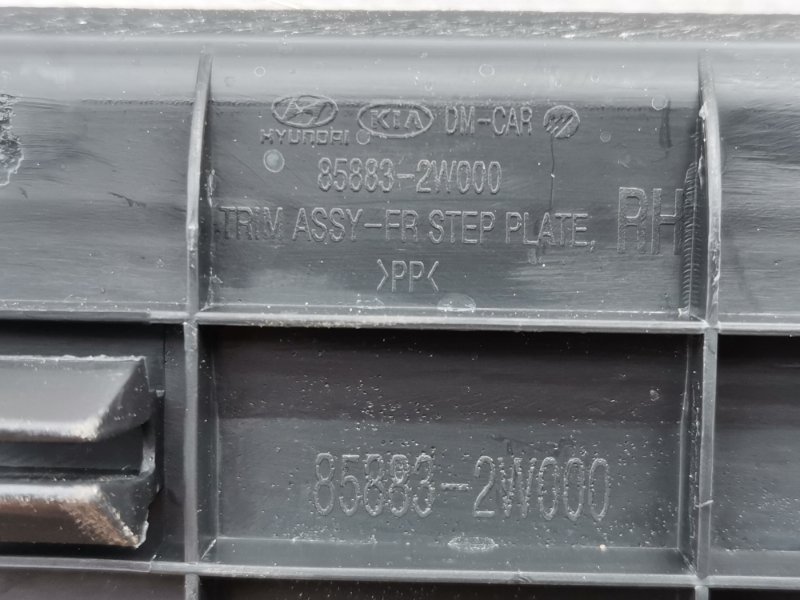 HYUNDAI KIA DM-CAR
85883-2W000
TRIM ASSY-FR STEP PLATE, RH
>PP<
85883-2W000